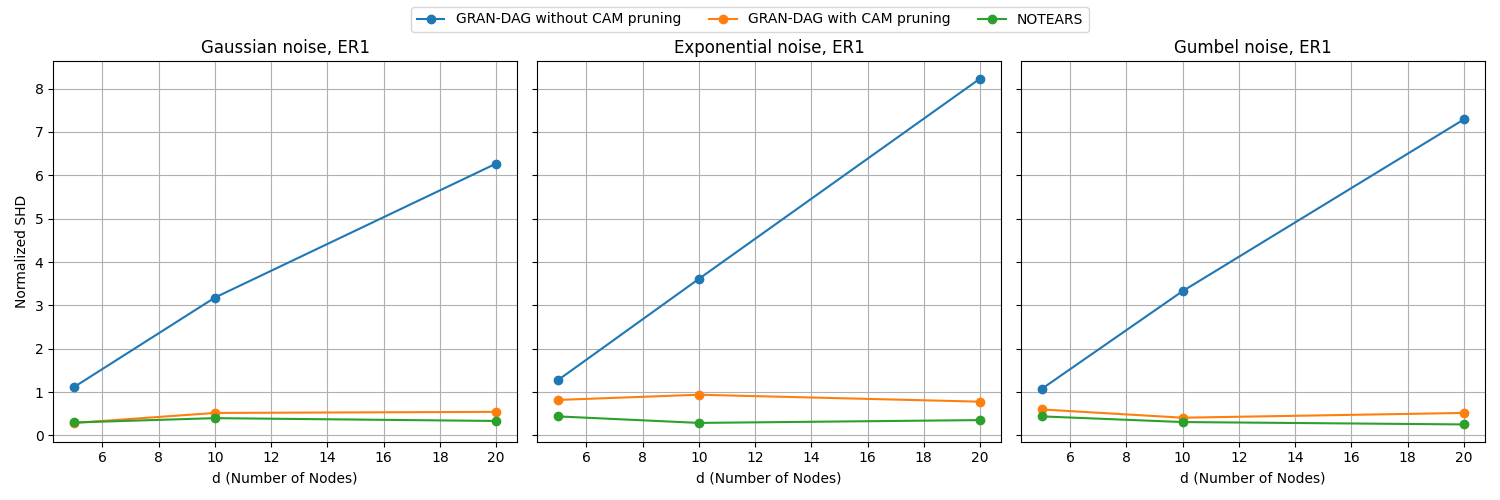 GRAN-DAG without CAM pruning GRAN-DAG with CAM pruning NOTEARS
Gaussian noise, ER1
Exponential noise, ER1
Gumbel noise, ER1
Normalized SHD
8
7
6
5
4
3
2
1
0
6 8 10 12 14 16 18 20
6 8 10 12 14 16 18 20
6 8 10 12 14 16 18 20
d (Number of Nodes)
d (Number of Nodes)
d (Number of Nodes)